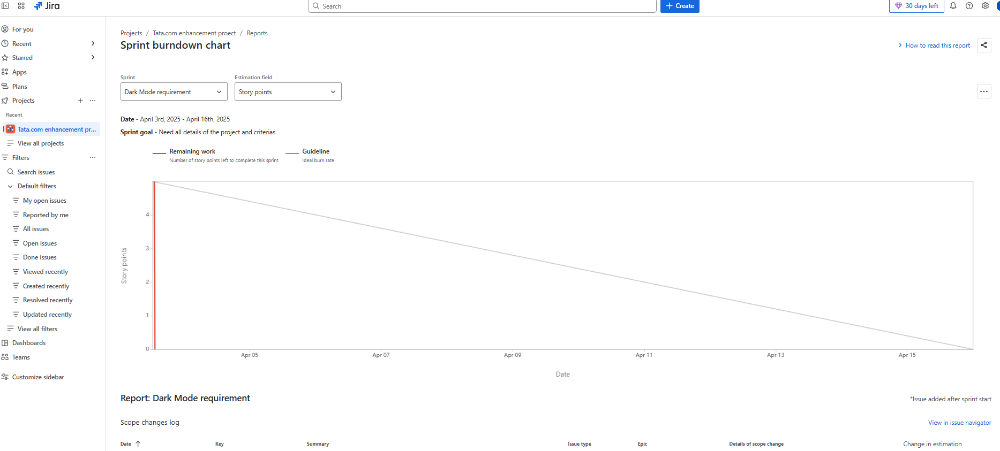 Jira
Search
Create
30 days left
For you
Recent
Starred
Apps
Plans
Projects
Recent
Tata.com enhancement pr...
View all projects
Filters
Search issues
Default filters
My open issues
Reported by me
All issues
Open issues
Done issues
Viewed recently
Created recently
Resolved recently
Updated recently
View all filters
Dashboards
Teams
Customize sidebar
Projects / Tata.com enhancement proect / Reports
Sprint burndown chart
How to read this report
Sprint
Estimation field
Dark Mode requirement
Story points
Date - April 3rd, 2025 - April 16th, 2025
Sprint goal - Need all details of the project and criterias
Remaining work
Number of story points left to complete this sprint
Guideline
Ideal burn rate
4
3
2
1
0
Story points
Apr 05 Apr 07 Apr 09 Apr 11 Apr 13 Apr 15
Date
Report: Dark Mode requirement
*Issue added after sprint start
Scope changes log
View in issue navigator
Date Key Summary Issue type Epic Details of scope change Change in estimation